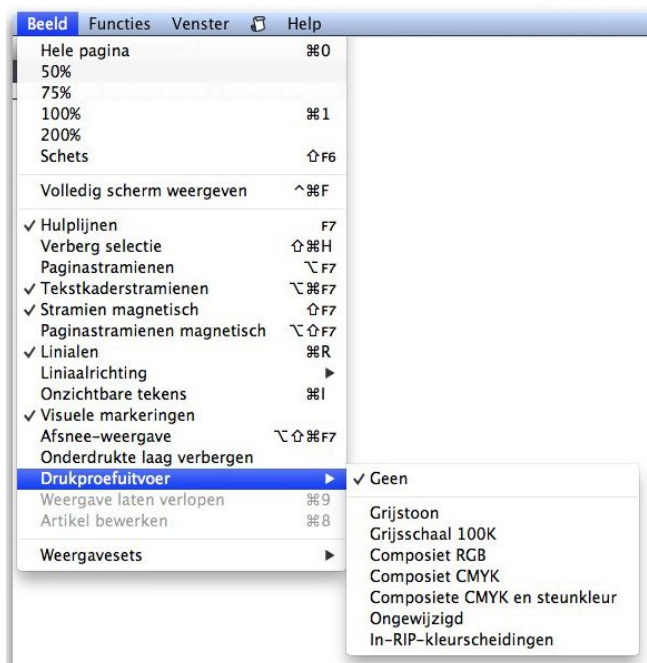 Beeld Functies Venster Help
Hele pagina ⌘0
50%
75%
100% ⌘1
200%
Schets ⇧F6
Volledig scherm weergeven ^⌘F
✓ Hulplijnen F7
Verberg selectie ⇧⌘H
Paginastramienen ⌥F7
✓ Tekstkaderstramienen ⌥⌘F7
✓ Stramien magnetisch ⇧F7
Paginastramienen magnetisch ⌥⇧F7
✓ Linialen ⌘R
Liniaalrichting ▶
Onzichtbare tekens ⌘I
✓ Visuele markeringen
Afsnee-weergave ⌥⇧⌘F7
Onderdrukte laag verbergen
Drukproefuitvoer ▶
Weergave laten verlopen ⌘9
Artikel bewerken ⌘8
Weergavesets ▶
✓ Geen
Grijstoon
Grijsschaal 100K
Composiet RGB
Composiet CMYK
Composiete CMYK en steunkleur
Ongewijzigd
In-RIP-kleurscheidingen